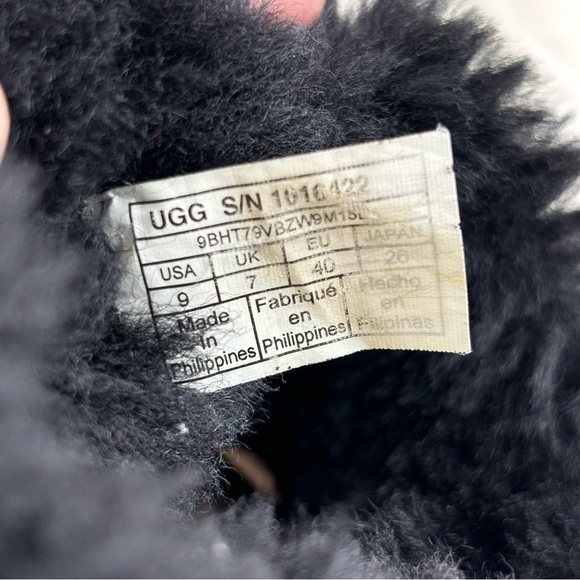 UGG S/N 1016422
9BHT79VBZW9M15L
USA UK EU JAPAN
9 7 40 26
Made in Philippines
Fabriqué en Philippines
Hecho en Filipinas